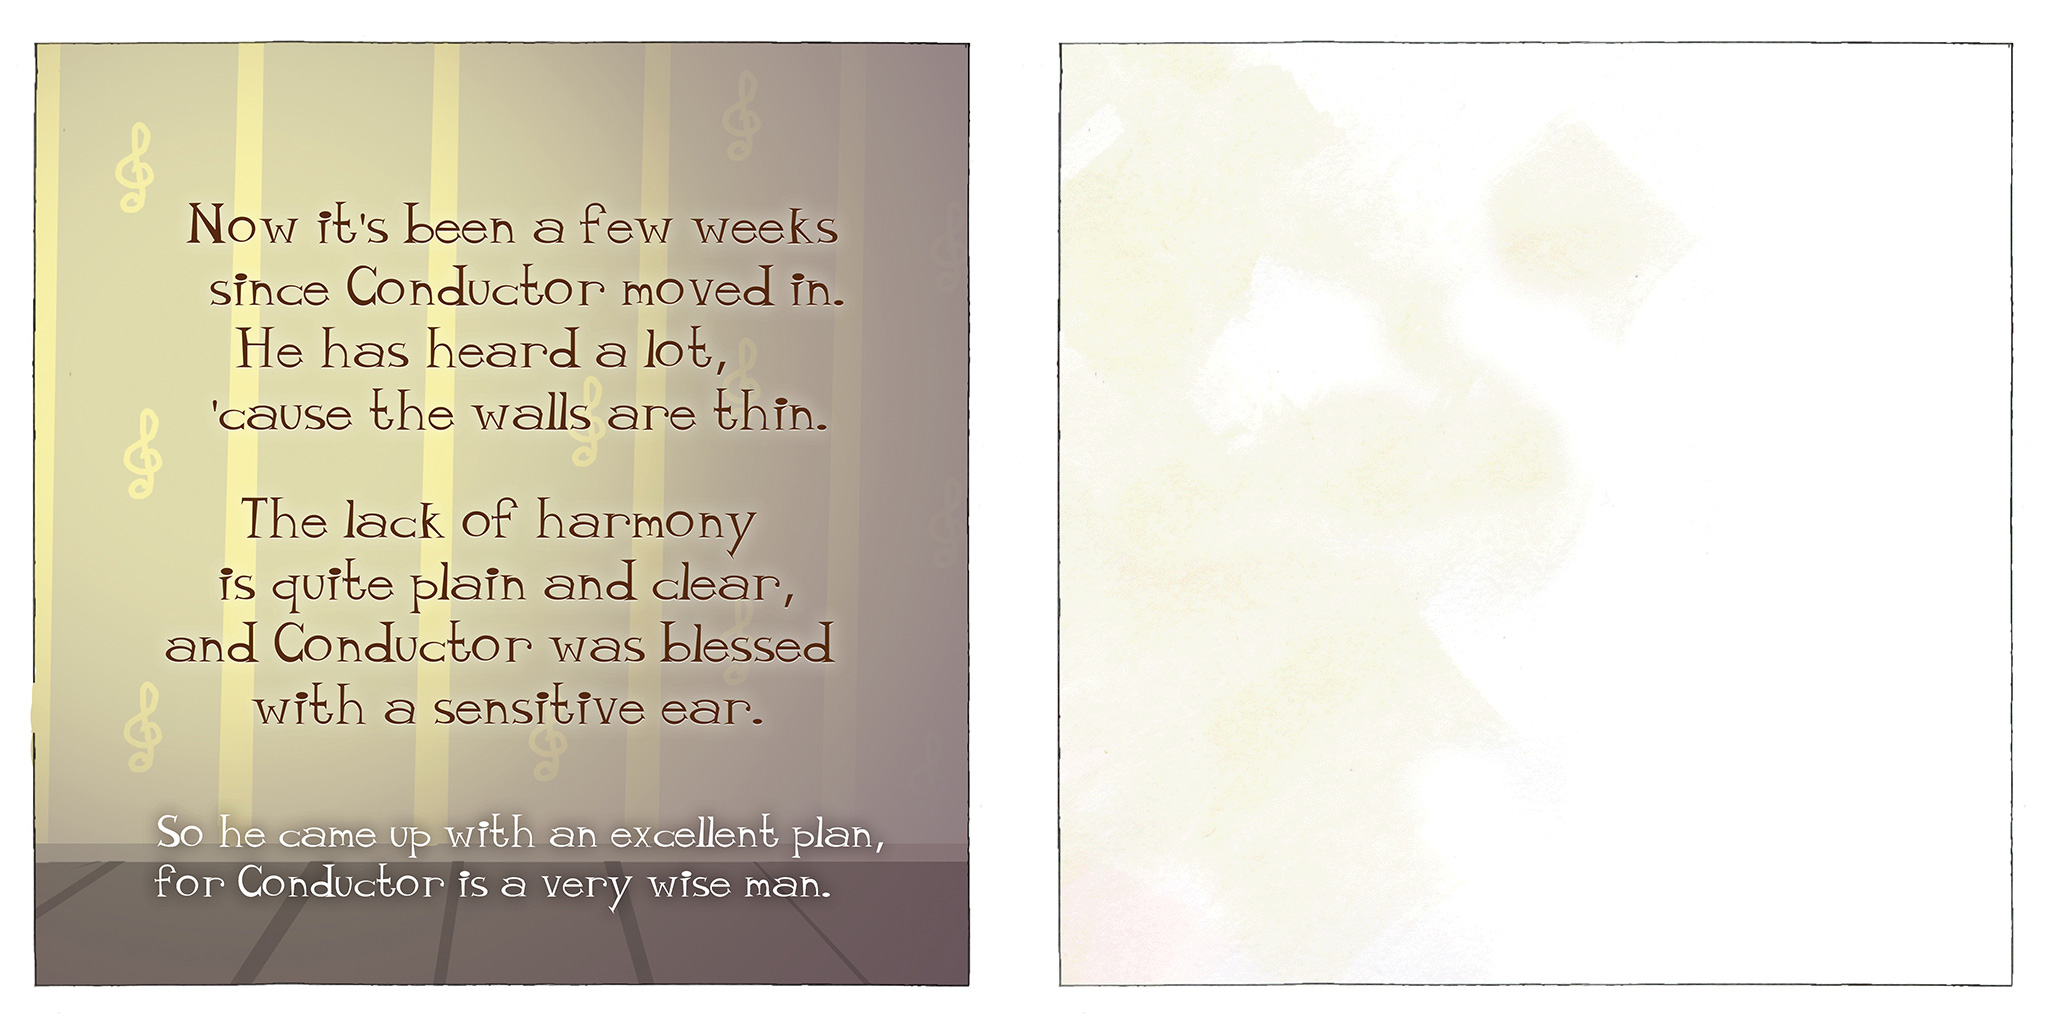 Now it's been a few weeks
since Conductor moved in.
He has heard a lot,
'cause the walls are thin.
The lack of harmony
is quite plain and clear,
and Conductor was blessed
with a sensitive ear.
So he came up with an excellent plan,
for Conductor is a very wise man.